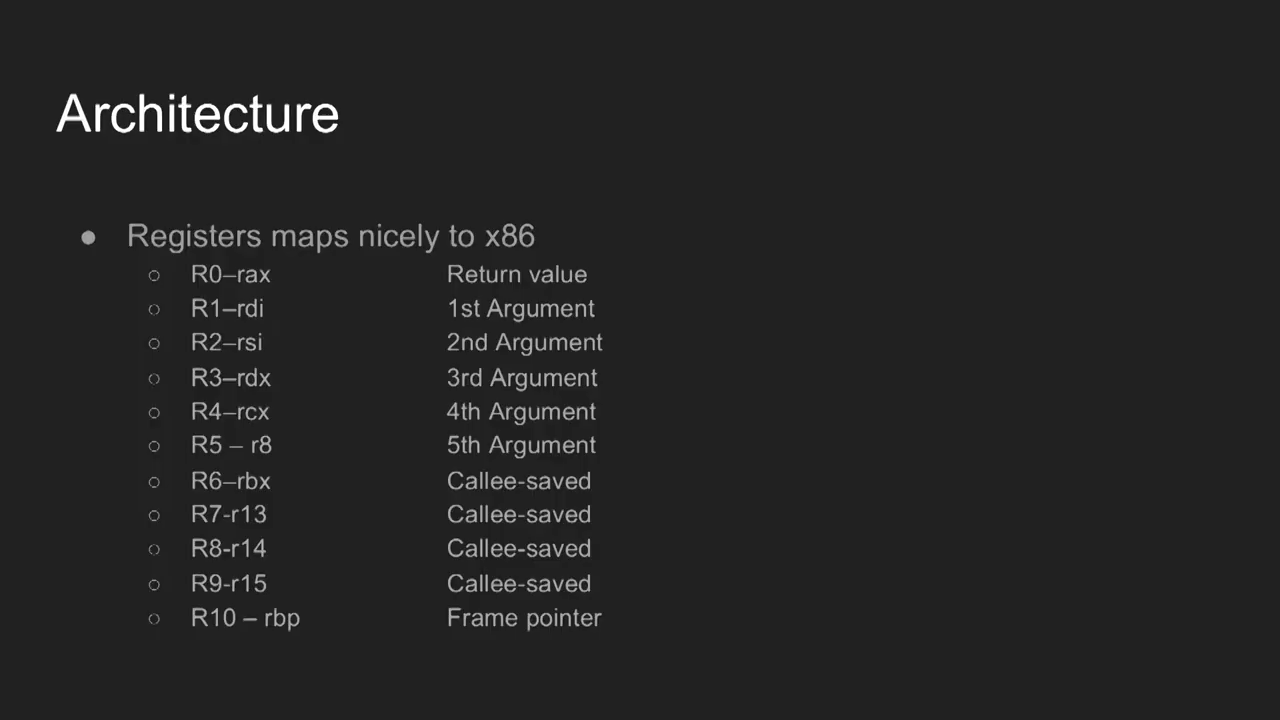 Architecture
● Registers maps nicely to x86
○ R0–rax Return value
○ R1–rdi 1st Argument
○ R2–rsi 2nd Argument
○ R3–rdx 3rd Argument
○ R4–rcx 4th Argument
○ R5 – r8 5th Argument
○ R6–rbx Callee-saved
○ R7-r13 Callee-saved
○ R8-r14 Callee-saved
○ R9-r15 Callee-saved
○ R10 – rbp Frame pointer